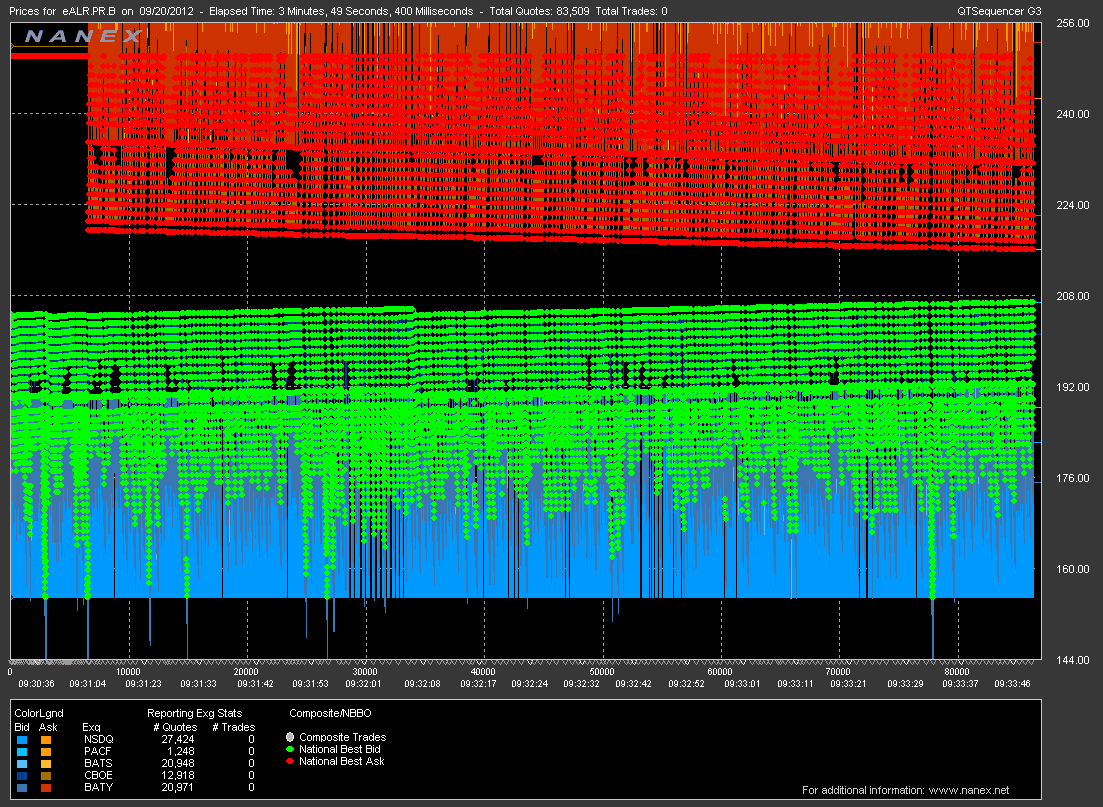 Prices for eALR.PR.B on 09/20/2012 - Elapsed Time: 3 Minutes, 49 Seconds, 400 Milliseconds - Total Quotes: 83,509 Total Trades: 0 QTSequencer G3
NANEX
256.00
240.00
224.00
208.00
192.00
176.00
160.00
144.00
0 10000 20000 30000 40000 50000 60000 70000 80000
09:30:36 09:31:04 09:31:23 09:31:33 09:31:42 09:31:53 09:32:01 09:32:08 09:32:17 09:32:24 09:32:32 09:32:42 09:32:52 09:33:01 09:33:11 09:33:21 09:33:29 09:33:37 09:33:46
ColorLgnd Reporting Exg Stats Composite/NBBO
Bid Ask Exg # Quotes # Trades
NSDQ 27,424 0 Composite Trades
PACF 1,248 0 National Best Bid
BATS 20,948 0 National Best Ask
CBOE 12,918 0
BATY 20,971 0
For additional information: www.nanex.net